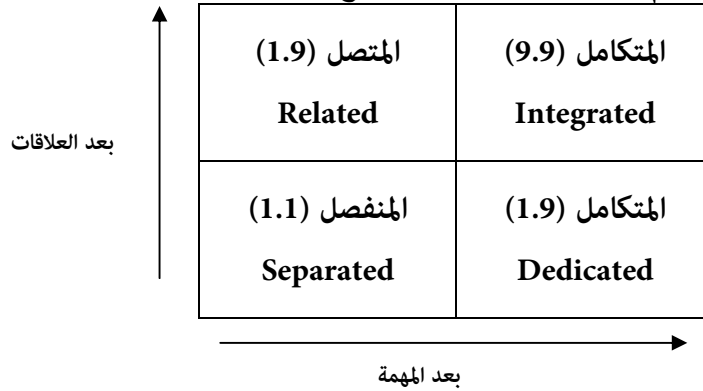 المتصل (1.9)
المتكامل (9.9)
Related
Integrated
بعد العلاقات
المنفصل (1.1)
المتكامل (1.9)
Separated
Dedicated
بعد المهمة